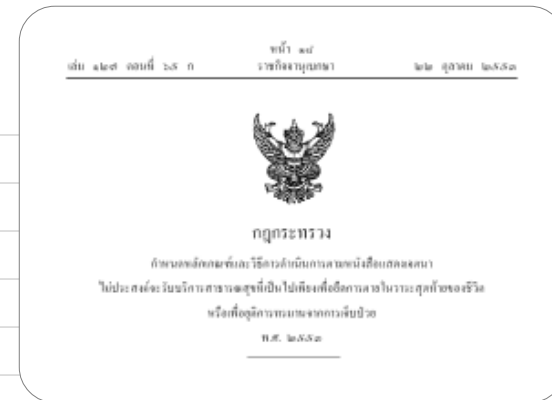 หน้า ๑๘
เล่ม ๑๒๗ ตอนที่ ๖๕ ก ราชกิจจานุเบกษา ๒๒ ตุลาคม ๒๕๕๓
กฎกระทรวง
กำหนดหลักเกณฑ์และวิธีการดำเนินการตามหนังสือแสดงเจตนา
ไม่ประสงค์จะรับบริการสาธารณสุขที่เป็นไปเพียงเพื่อยืดการตายในวาระสุดท้ายของชีวิต
หรือเพื่อยุติการทรมานจากการเจ็บป่วย
พ.ศ. ๒๕๕๓